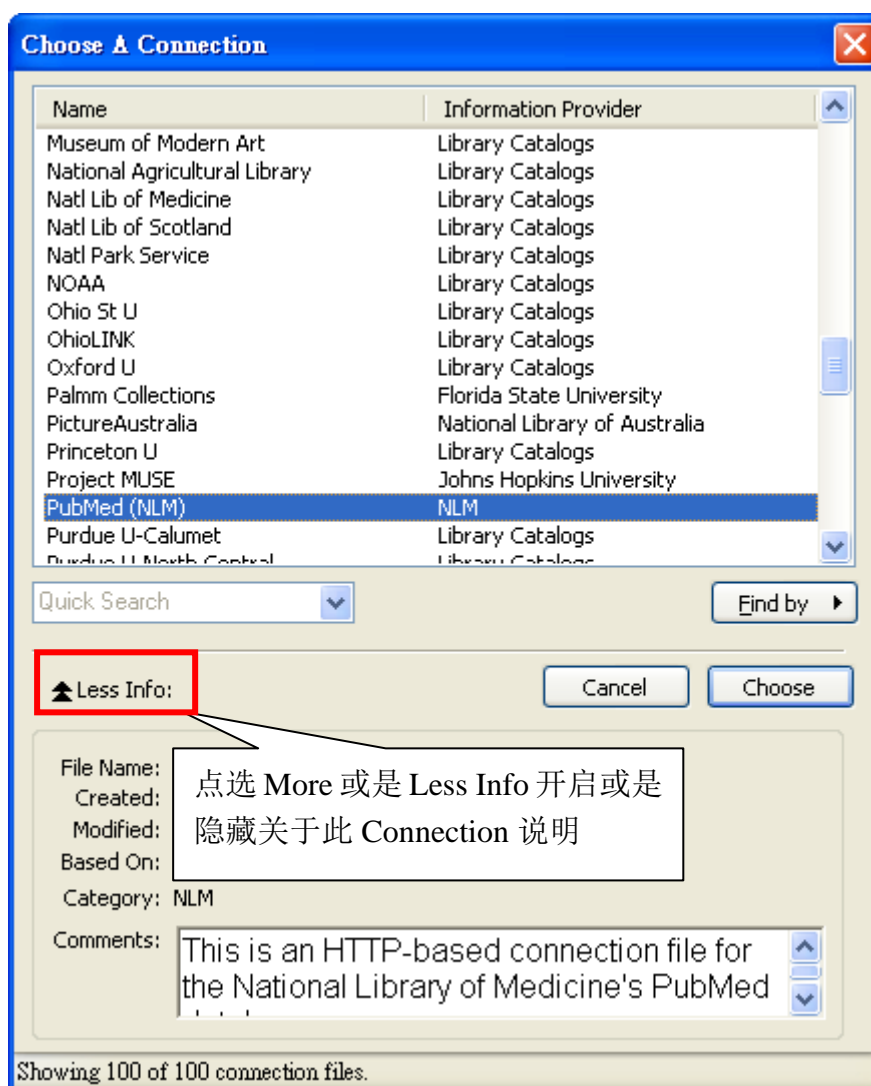 Choose A Connection
Name Information Provider
Museum of Modern Art Library Catalogs
National Agricultural Library Library Catalogs
Natl Lib of Medicine Library Catalogs
Natl Lib of Scotland Library Catalogs
Natl Park Service Library Catalogs
NOAA Library Catalogs
Ohio St U Library Catalogs
OhioLINK Library Catalogs
Oxford U Library Catalogs
Palmm Collections Florida State University
PictureAustralia National Library of Australia
Princeton U Library Catalogs
Project MUSE Johns Hopkins University
PubMed (NLM) NLM
Purdue U-Calumet Library Catalogs
Purdue U-North Central Library Catalogs
Quick Search Find by
Less Info: Cancel Choose
File Name:
Created:
Modified:
Based On:
点选 More 或是 Less Info 开启或是
隐藏关于此 Connection 说明
Category: NLM
Comments: This is an HTTP-based connection file for
the National Library of Medicine's PubMed
Showing 100 of 100 connection files.